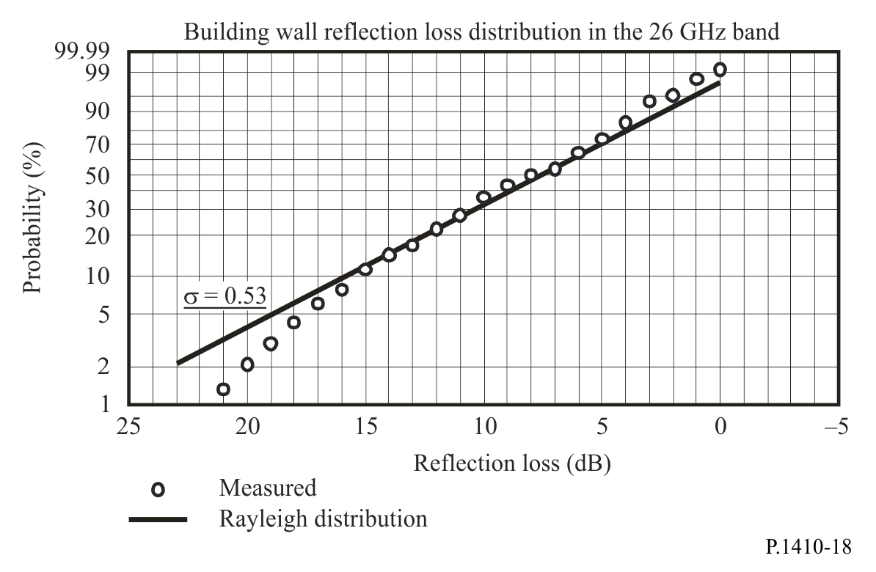 Building wall reflection loss distribution in the 26 GHz band
99.99
99
90
70
50
30
20
10
5
2
1
Probability (%)
σ = 0.53
25 20 15 10 5 0 –5
Reflection loss (dB)
Measured
Rayleigh distribution
P.1410-18